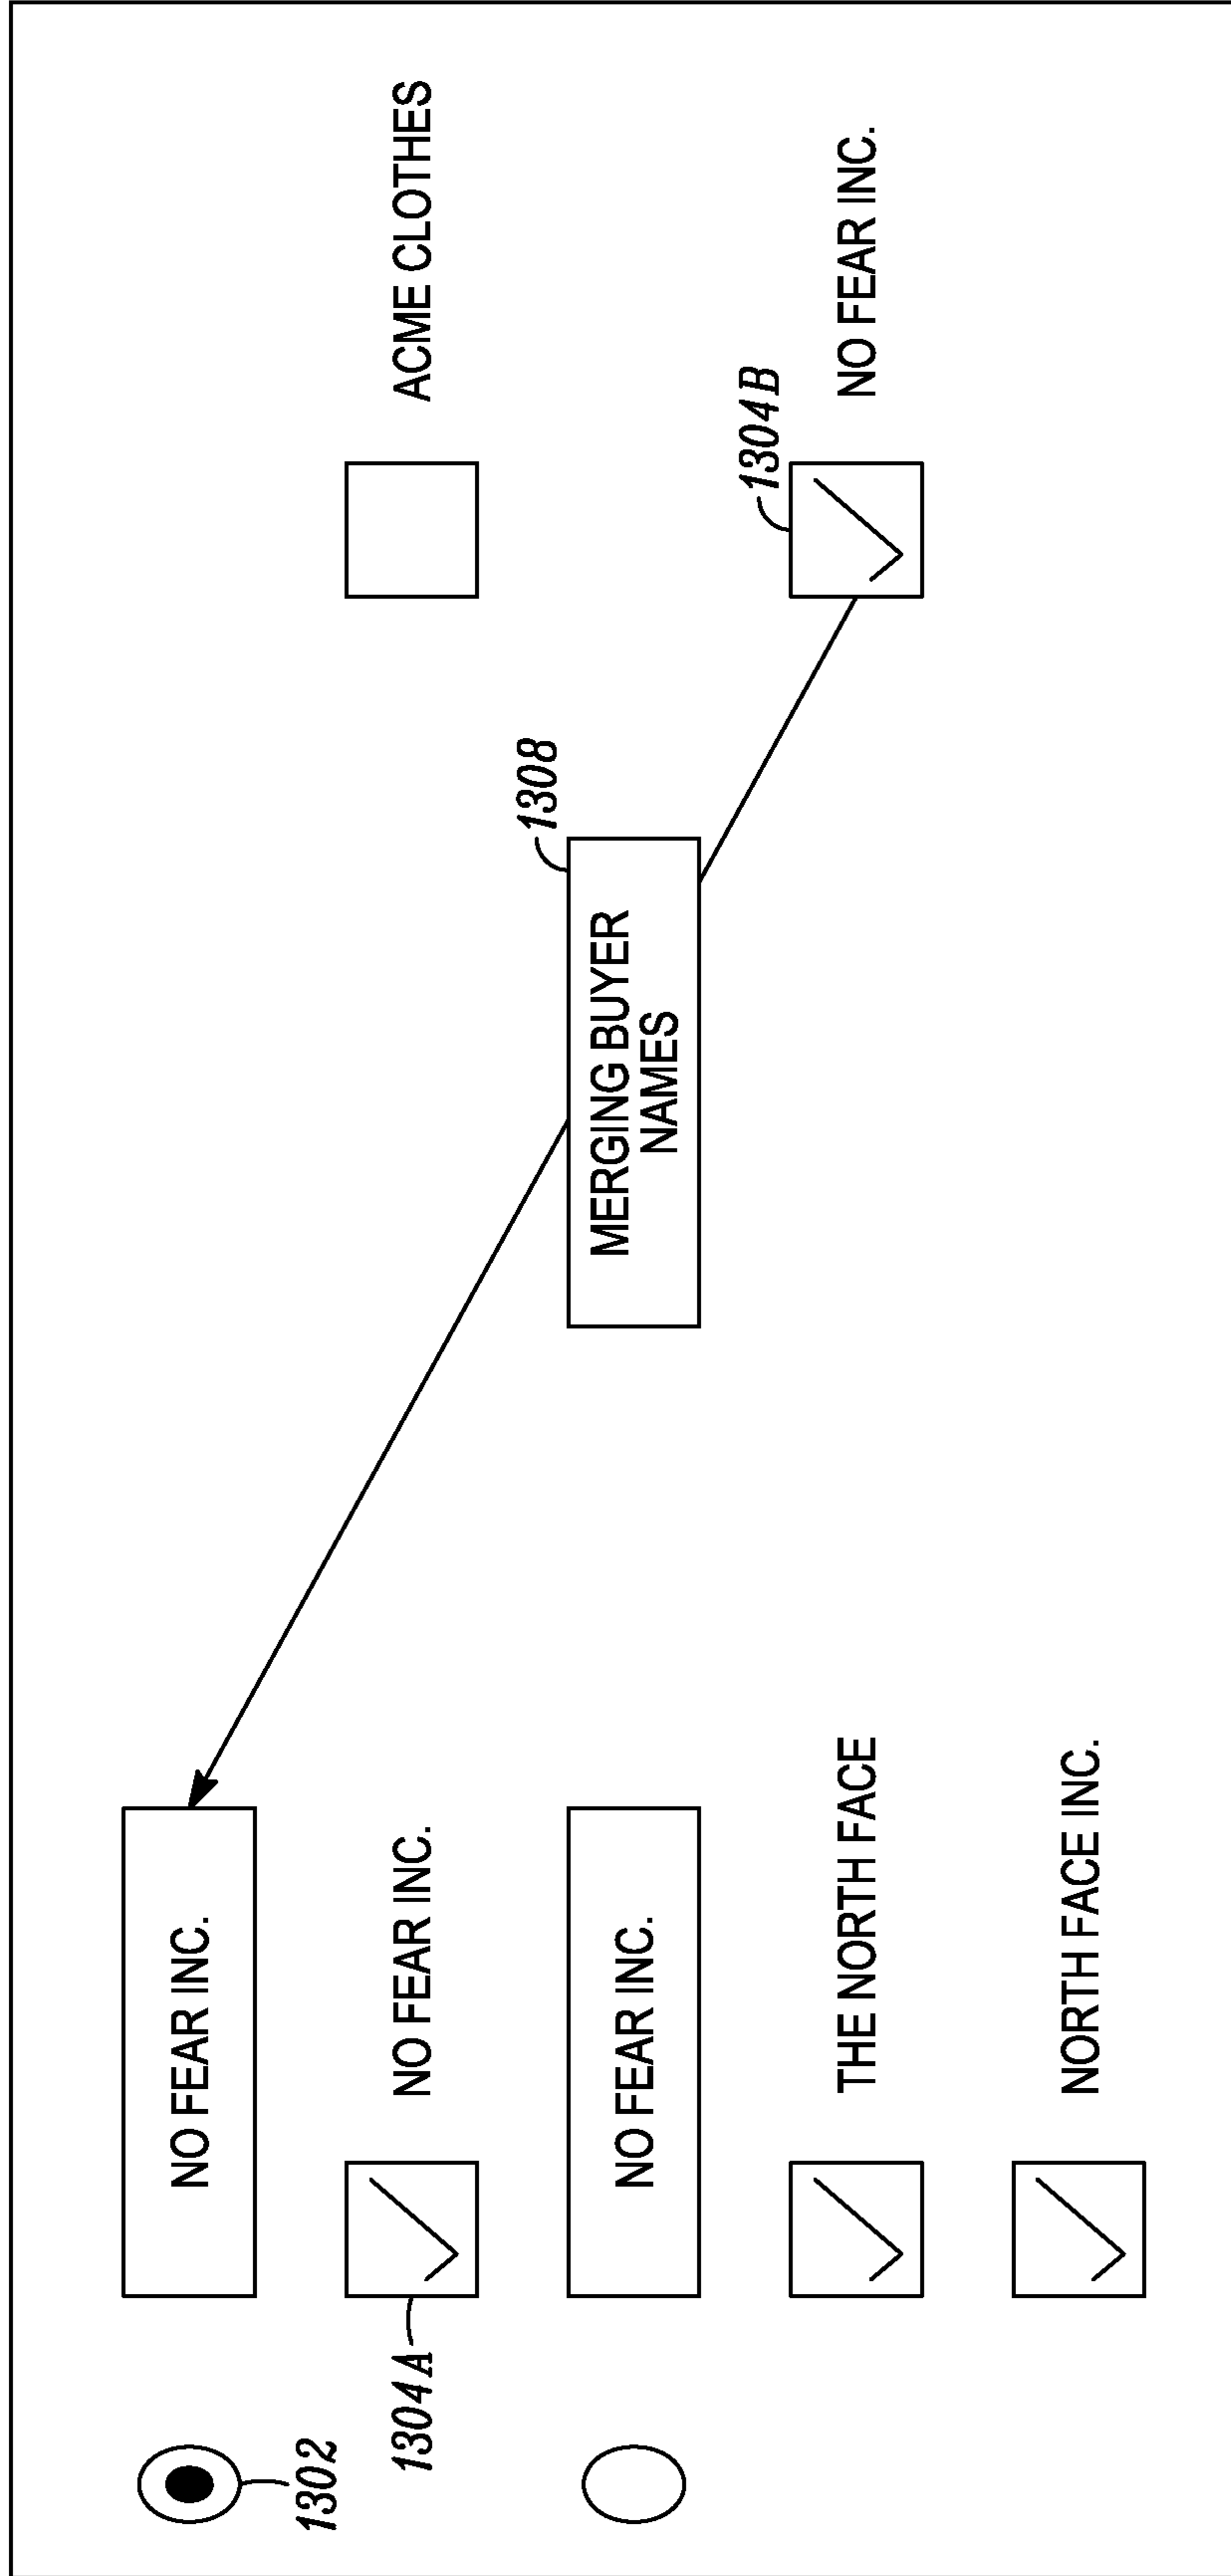 NO FEAR INC.
1302
1304A
NO FEAR INC.
ACME CLOTHES
1308
NO FEAR INC.
MERGING BUYER
NAMES
1304B
THE NORTH FACE
NO FEAR INC.
NORTH FACE INC.